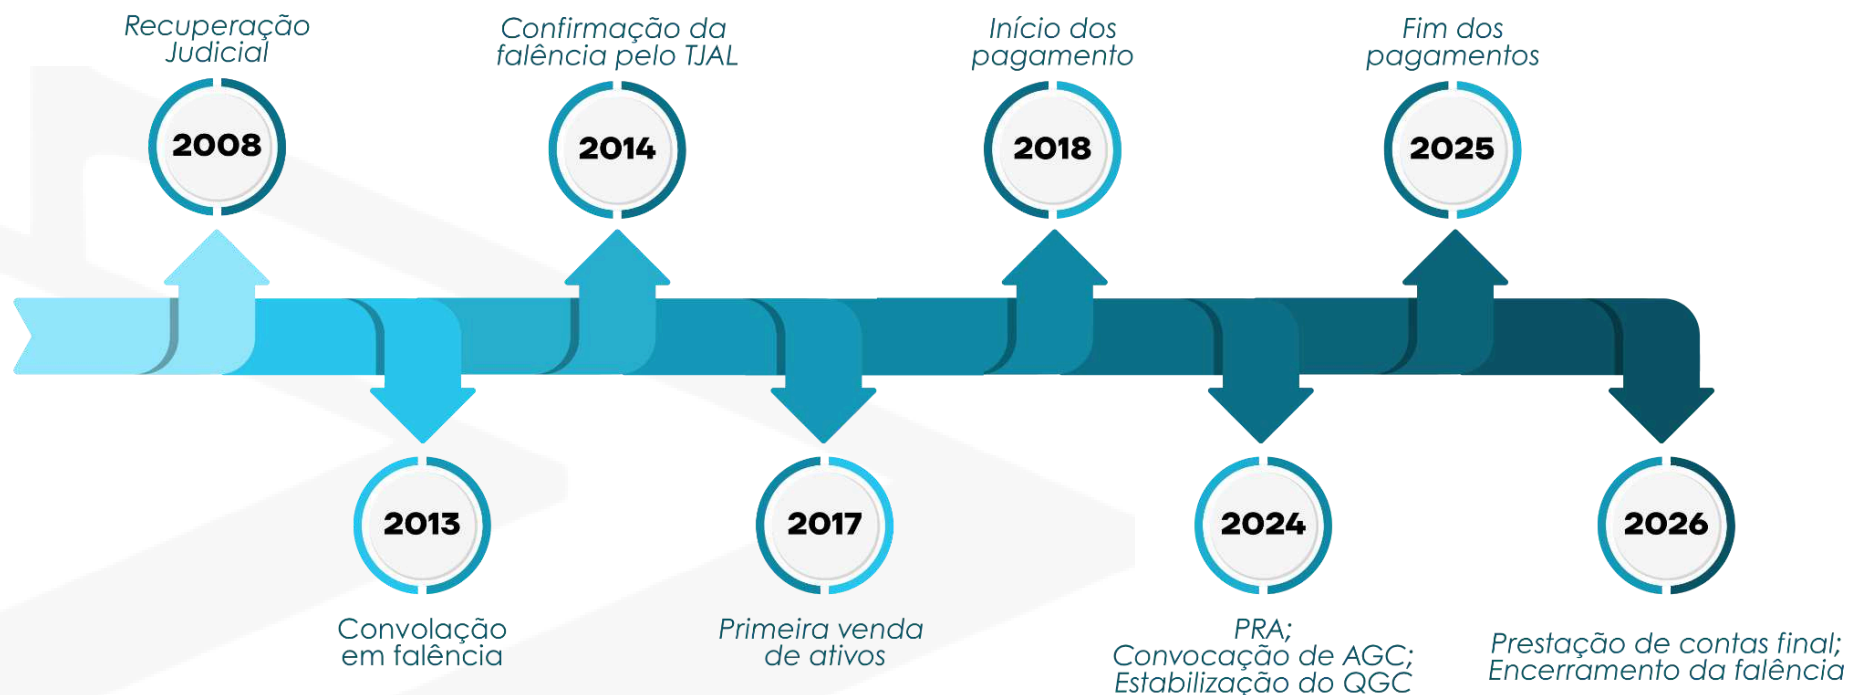 Recuperação
Judicial
2008
Confirmação da
falência pelo TJAL
2014
Início dos
pagamento
2018
Fim dos
pagamentos
2025
2013
Convolação
em falência
2017
Primeira venda
de ativos
2024
PRA;
Convocação de AGC;
Estabilização do QGC
2026
Prestação de contas final;
Encerramento da falência